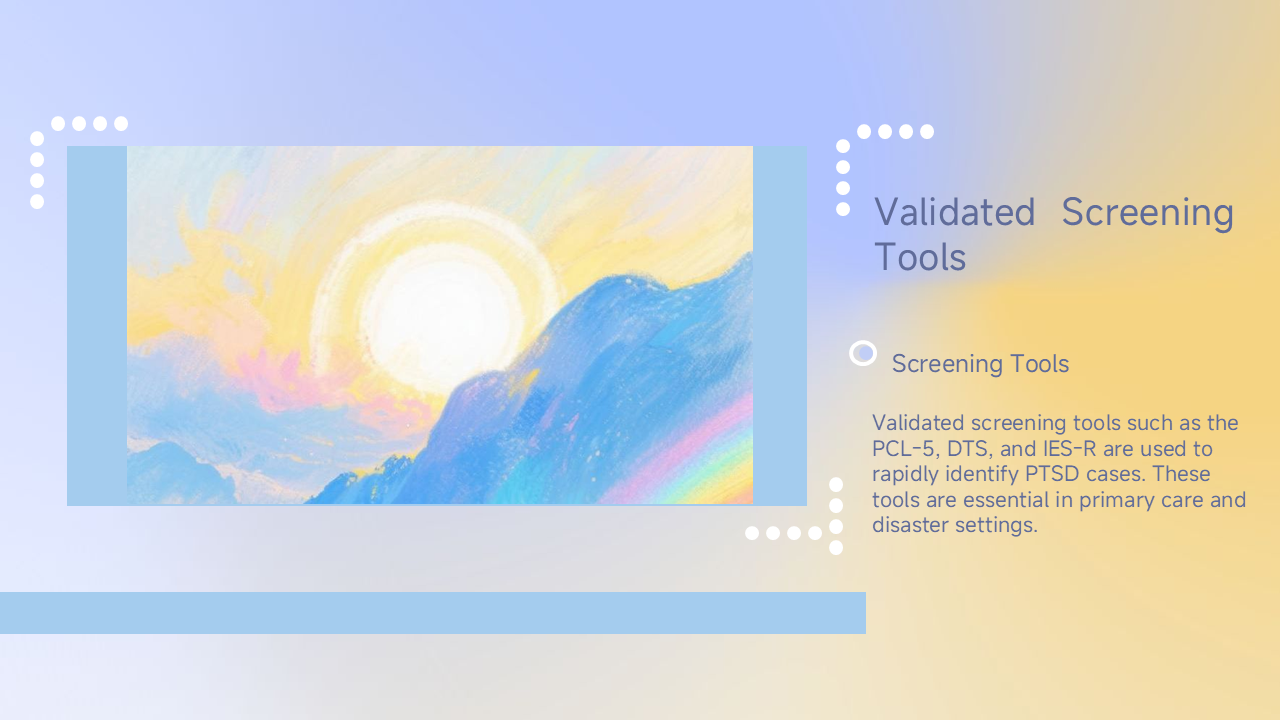 Validated Screening
Tools
Screening Tools
Validated screening tools such as the
PCL-5, DTS, and IES-R are used to
rapidly identify PTSD cases. These
tools are essential in primary care and
disaster settings.